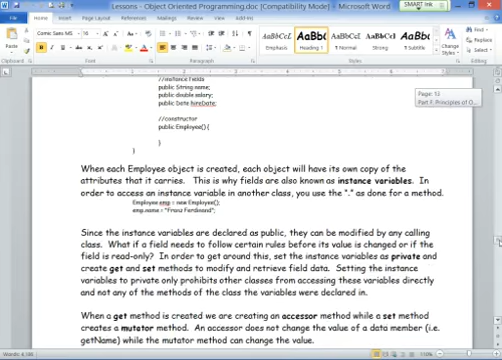 Lessons - Object Oriented Programming.doc [Compatibility Mode] - Microsoft Word
SMART Ink
File Home Insert Page Layout References Mailings Review View Add-Ins
Paste
Comic Sans MS
Emphasis
Heading 1
Normal
Strong
Subtitle
Change Styles
Editing
Clipboard Font Paragraph Styles
Page: 13
Part F. Principles of O...
//instance fields
public String name;
public double salary;
public Date hireDate;
//constructor
public Employee(){
}
}
When each Employee object is created, each object will have its own copy of the
attributes that it carries. This is why fields are also known as instance variables. In
order to access an instance variable in another class, you use the "." as done for a method.
Employee emp = new Employee();
emp.name = "Franz Ferdinand";
Since the instance variables are declared as public, they can be modified by any calling
class. What if a field needs to follow certain rules before its value is changed or if the
field is read-only? In order to get around this, set the instance variables as private and
create get and set methods to modify and retrieve field data. Setting the instance
variables to private only prohibits other classes from accessing these variables directly
and not any of the methods of the class the variables were declared in.
When a get method is created we are creating an accessor method while a set method
creates a mutator method. An accessor does not change the value of a data member (i.e.
getName) while the mutator method can change the value.
Words: 4,186
110%